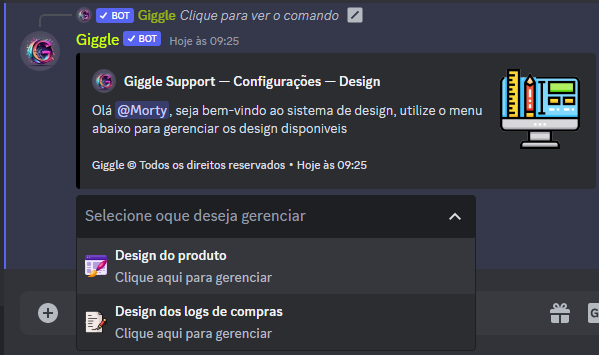 BOT Giggle Clique para ver o comando
Giggle BOT Hoje às 09:25
Giggle Support — Configurações — Design
Olá @Morty, seja bem-vindo ao sistema de design, utilize o menu
abaixo para gerenciar os design disponiveis
Giggle © Todos os direitos reservados • Hoje às 09:25
Selecione oque deseja gerenciar
Design do produto
Clique aqui para gerenciar
Design dos logs de compras
Clique aqui para gerenciar